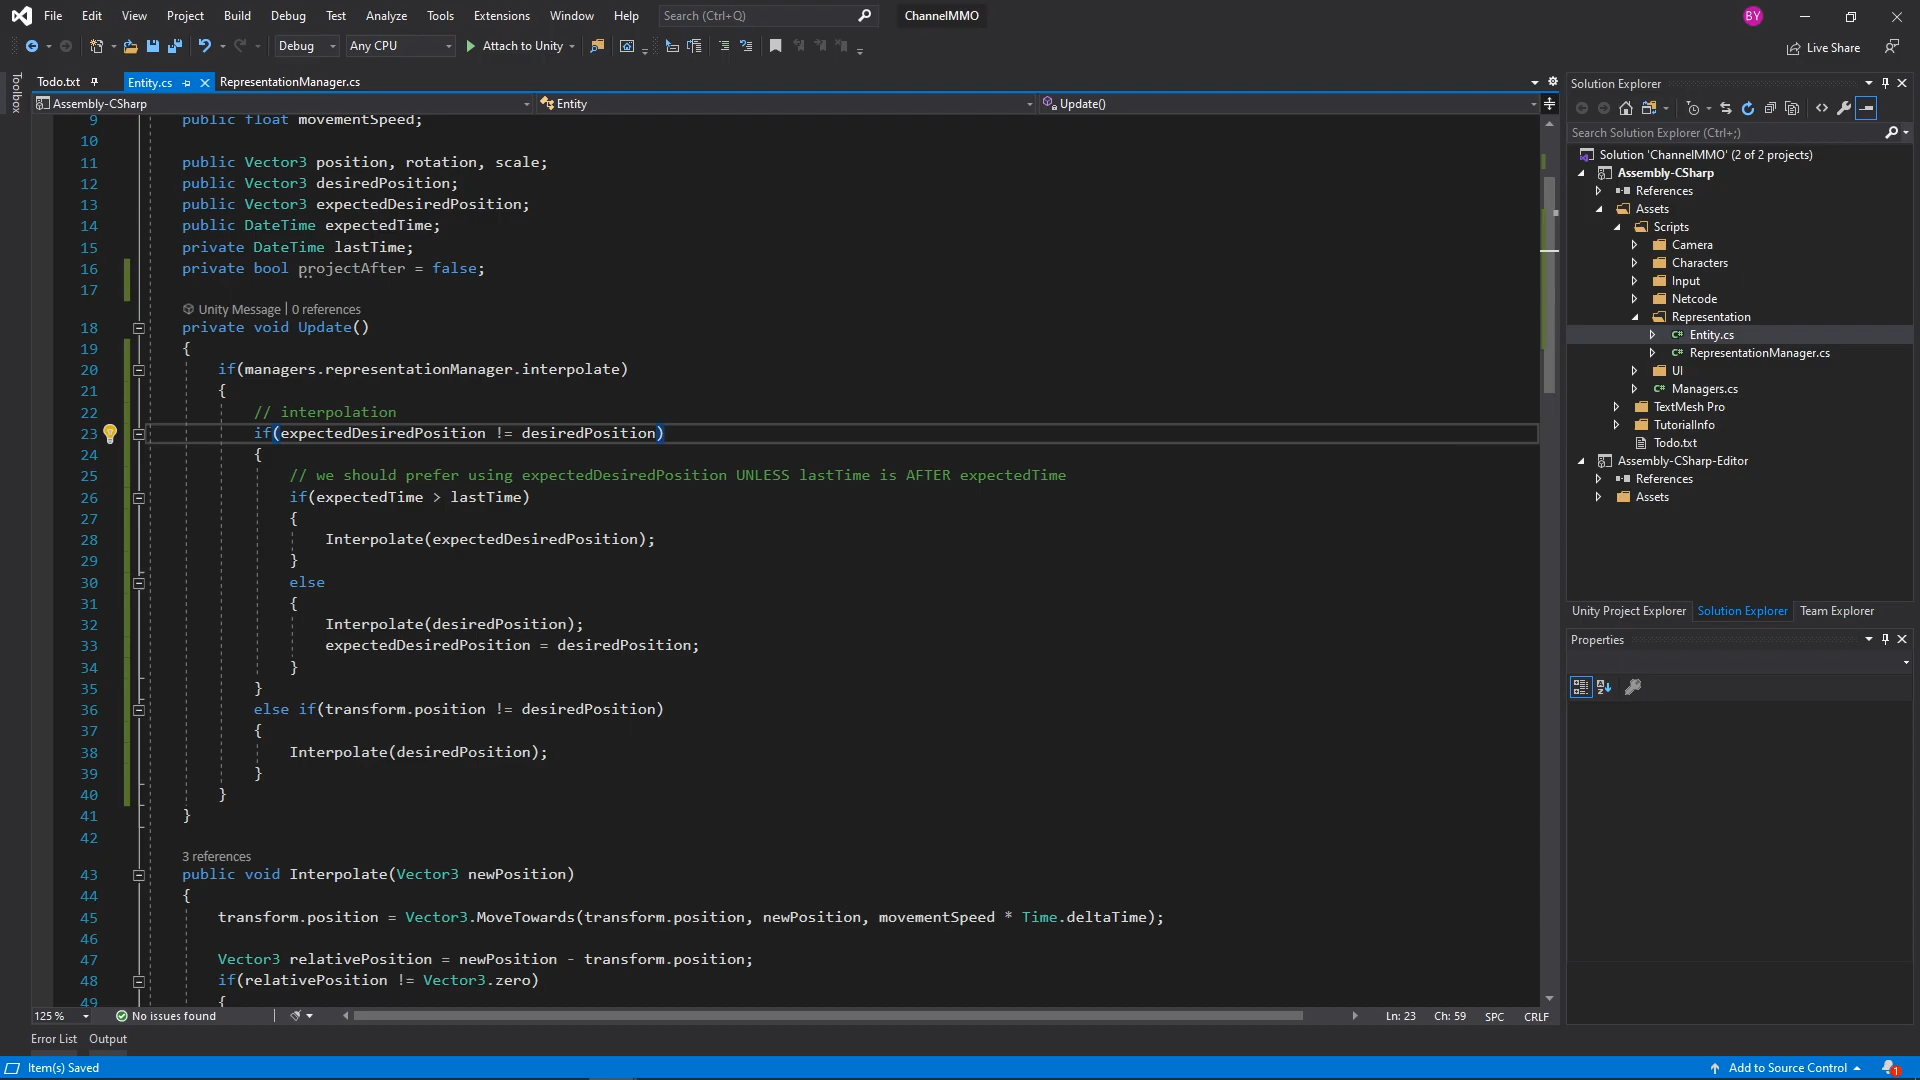 File Edit View Project Build Debug Test Analyze Tools Extensions Window Help Search (Ctrl+Q) ChannelMMO BY
Debug Any CPU Attach to Unity Live Share
Toolbox
Todo.txt Entity.cs RepresentationManager.cs
Assembly-CSharp Entity Update()
9 public float movementSpeed;
10
11 public Vector3 position, rotation, scale;
12 public Vector3 desiredPosition;
13 public Vector3 expectedDesiredPosition;
14 public DateTime expectedTime;
15 private DateTime lastTime;
16 private bool projectAfter = false;
17
Unity Message | 0 references
18 private void Update()
19 {
20 if(managers.representationManager.interpolate)
21 {
22 // interpolation
23 if(expectedDesiredPosition != desiredPosition)
24 {
25 // we should prefer using expectedDesiredPosition UNLESS lastTime is AFTER expectedTime
26 if(expectedTime > lastTime)
27 {
28 Interpolate(expectedDesiredPosition);
29 }
30 else
31 {
32 Interpolate(desiredPosition);
33 expectedDesiredPosition = desiredPosition;
34 }
35 }
36 else if(transform.position != desiredPosition)
37 {
38 Interpolate(desiredPosition);
39 }
40 }
41 }
42
3 references
43 public void Interpolate(Vector3 newPosition)
44 {
45 transform.position = Vector3.MoveTowards(transform.position, newPosition, movementSpeed * Time.deltaTime);
46
47 Vector3 relativePosition = newPosition - transform.position;
48 if(relativePosition != Vector3.zero)
49 {
125 % No issues found Ln: 23 Ch: 59 SPC CRLF
Error List Output
Item(s) Saved Add to Source Control 1
Solution Explorer
Search Solution Explorer (Ctrl+;)
Solution 'ChannelMMO' (2 of 2 projects)
Assembly-CSharp
References
Assets
Scripts
Camera
Characters
Input
Netcode
Representation
C# Entity.cs
C# RepresentationManager.cs
UI
C# Managers.cs
TextMesh Pro
TutorialInfo
Todo.txt
Assembly-CSharp-Editor
References
Assets
Unity Project Explorer Solution Explorer Team Explorer
Properties